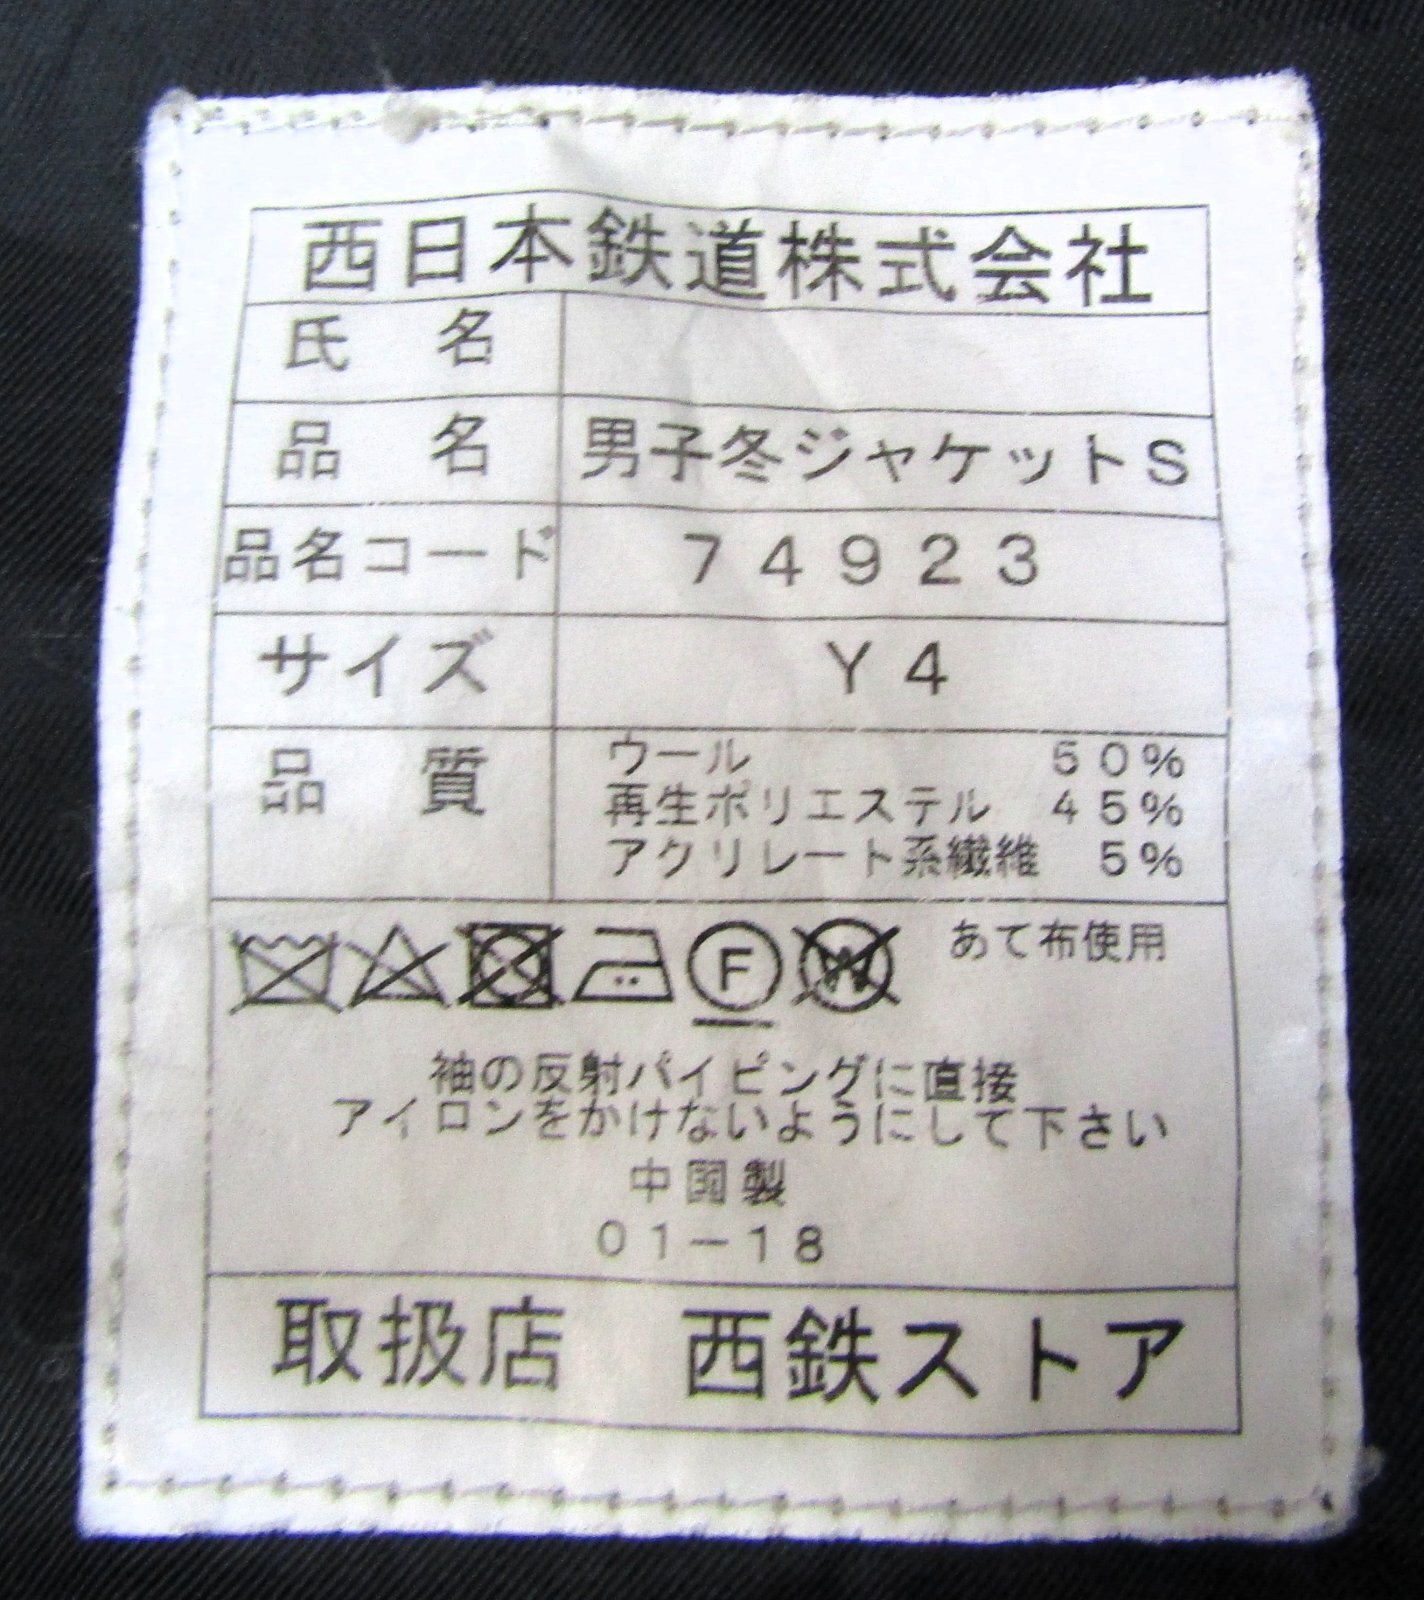 西日本鉄道株式会社
氏名
品名 男子冬ジャケットS
品名コード 74923
サイズ Y4
品質 ウール 50%
再生ポリエステル 45%
アクリレート系繊維 5%
F W あて布使用
袖の反射パイピングに直接
アイロンをかけないようにして下さい
中国製
01-18
取扱店 西鉄ストア